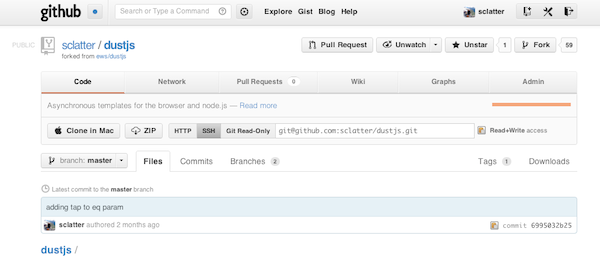 github Search or Type a Command Explore Gist Blog Help sclatter
PUBLIC sclatter / dustjs Pull Request Unwatch Unstar 1 Fork 59
forked from ews/dustjs
Code Network Pull Requests 0 Wiki Graphs Admin
Asynchronous templates for the browser and node.js — Read more
Clone in Mac ZIP HTTP SSH Git Read-Only git@github.com:sclatter/dustjs.git Read+Write access
branch: master Files Commits Branches 2 Tags 1 Downloads
Latest commit to the master branch
adding tap to eq param
sclatter authored 2 months ago commit 6995032b25
dustjs /